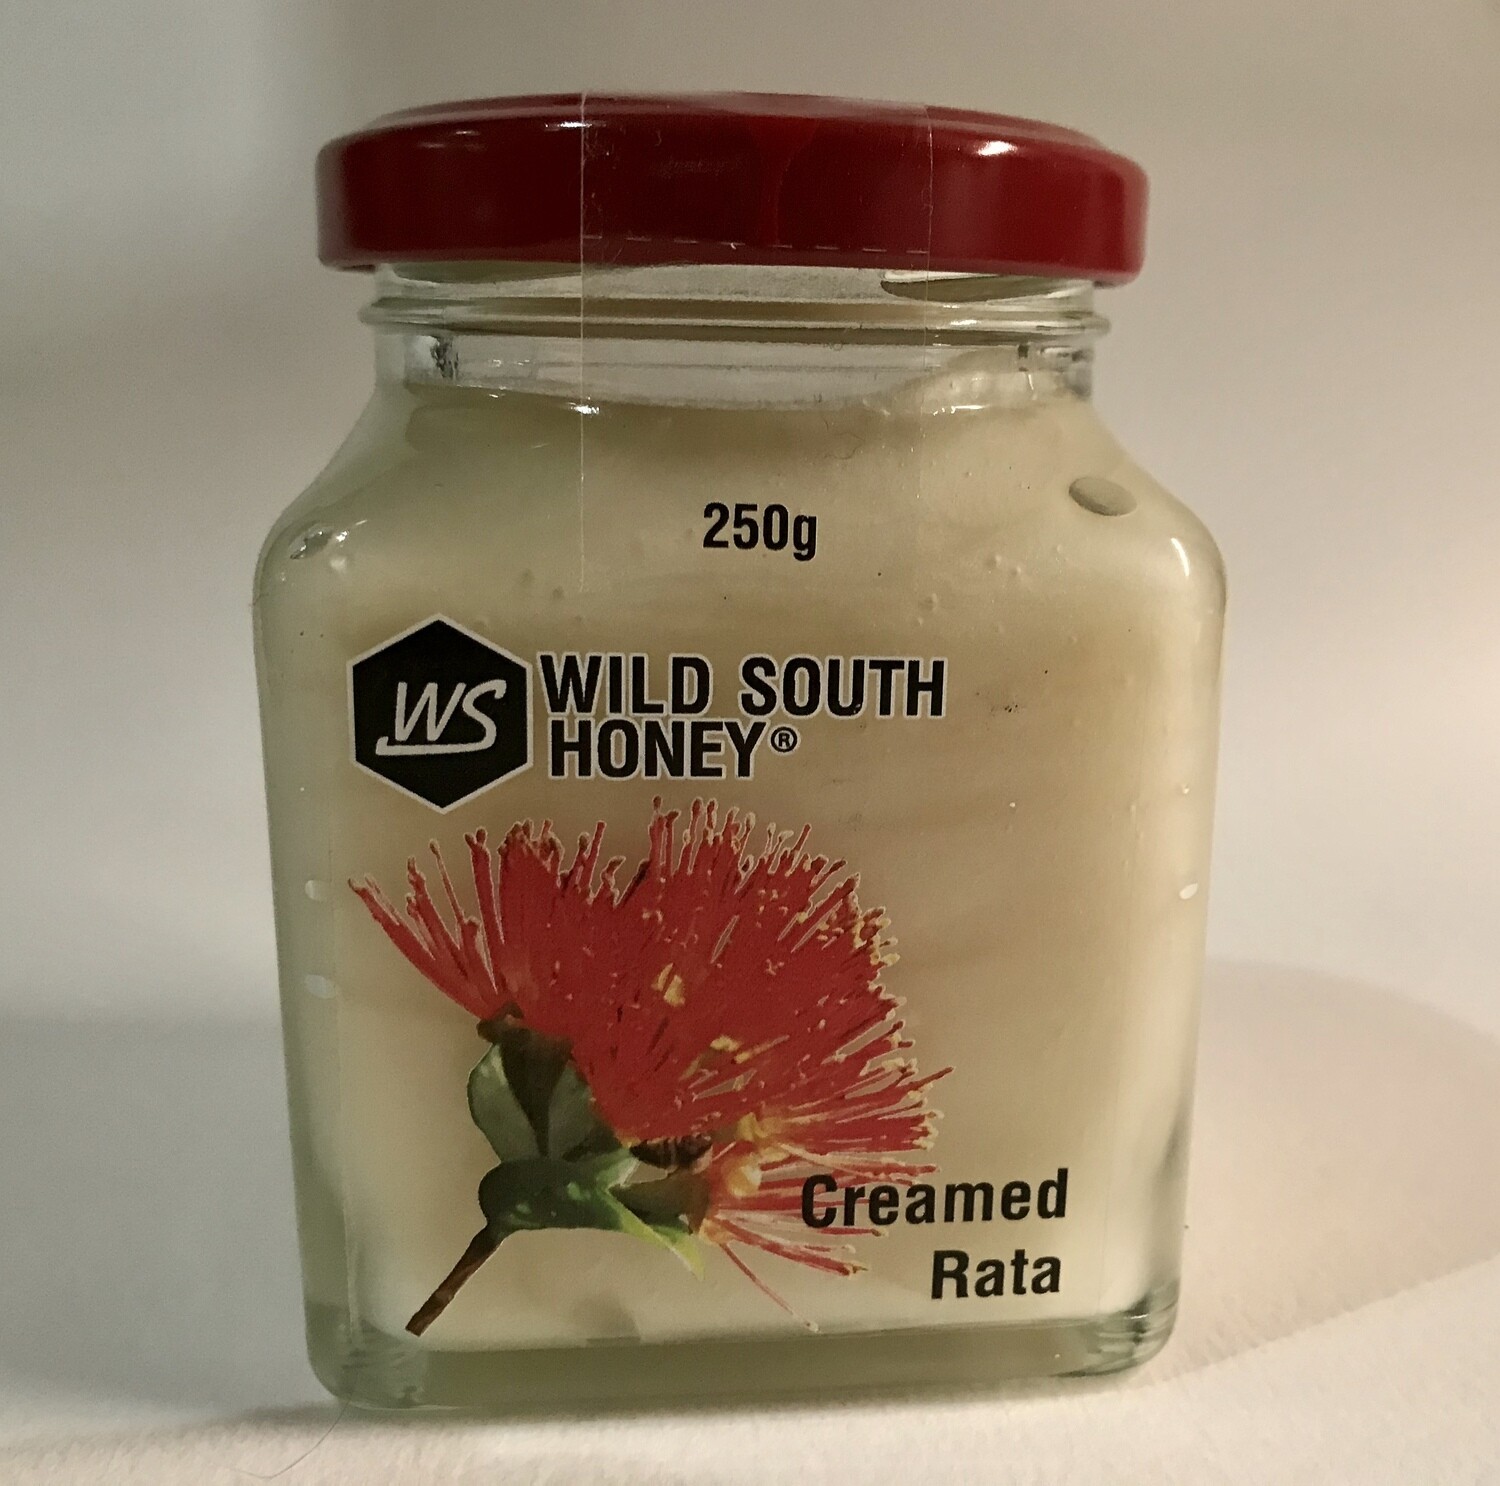 250g
WS
WILD SOUTH
HONEY®
Creamed
Rata